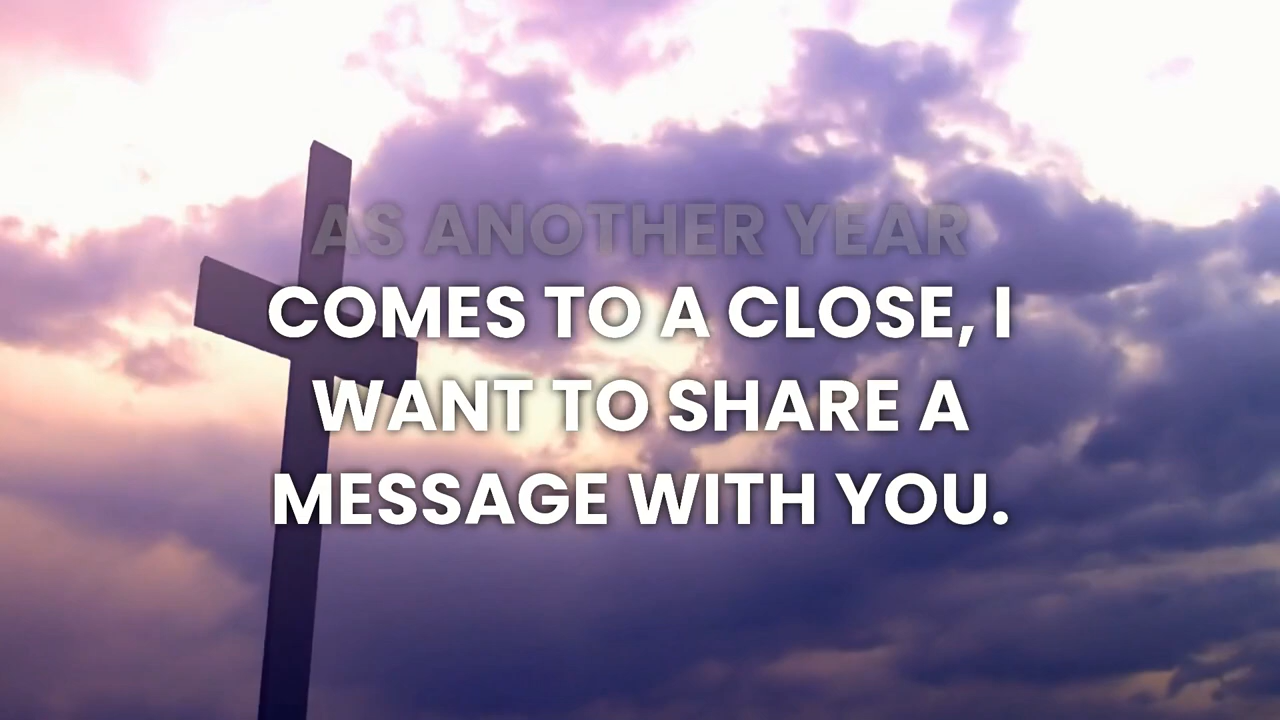 AS ANOTHER YEAR
COMES TO A CLOSE, I
WANT TO SHARE A
MESSAGE WITH YOU.